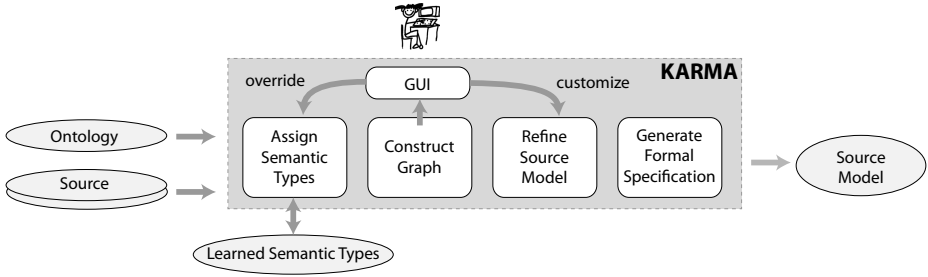 KARMA
override
GUI
customize
Ontology
Source
Assign
Semantic
Types
Construct
Graph
Refine
Source
Model
Generate
Formal
Specification
Source
Model
Learned Semantic Types